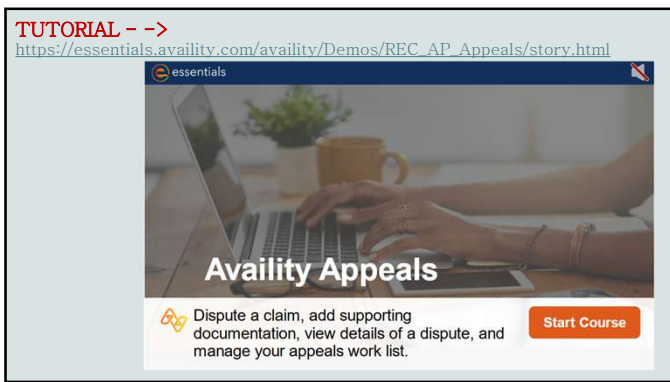 TUTORIAL - ->
https://essentials.availity.com/availity/Demos/REC_AP_Appeals/story.html
essentials
Availity Appeals
Dispute a claim, add supporting
documentation, view details of a dispute, and
manage your appeals work list.
Start Course